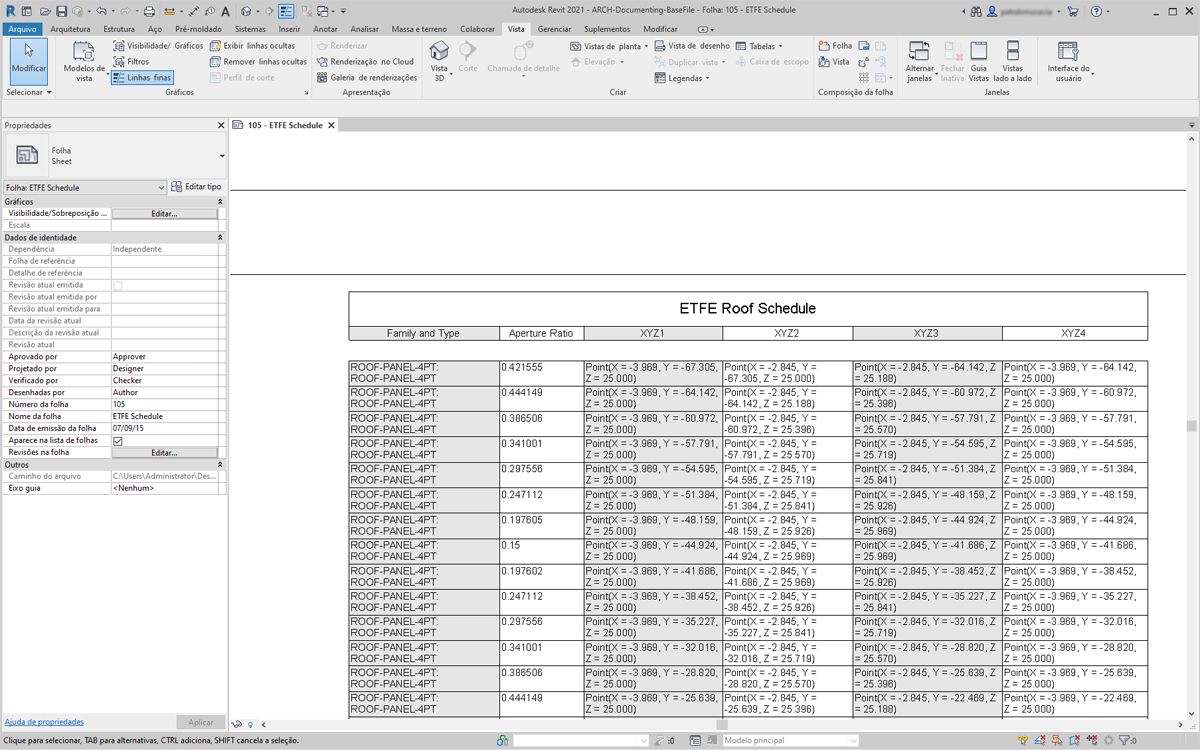 Autodesk Revit 2021 - ARCH-Documenting-BaseFile - Folha: 105 - ETFE Schedule
Arquivo Arquitetura Estrutura Aço Pré-moldado Sistemas Inserir Anotar Analisar Massa e terreno Colaborar Vista Gerenciar Suplementos Modificar
Modificar
Selecionar
Modelos de vista
Visibilidade/ Gráficos
Filtros
Linhas finas
Exibir linhas ocultas
Remover linhas ocultas
Perfil de corte
Gráficos
Renderizar
Renderização no Cloud
Galeria de renderizações
Apresentação
Vista 3D
Corte
Chamada de detalhe
Vistas de planta
Elevação
Vista de desenho
Duplicar vista
Legendas
Tabelas
Caixa de escopo
Criar
Folha
Vista
Composição da folha
Alternar janelas
Fechar Inativa
Guia Vistas
Vistas lado a lado
Janelas
Interface do usuário
Propriedades
105 - ETFE Schedule
Folha
Sheet
Folha: ETFE Schedule
Editar tipo
Gráficos
Visibilidade/Sobreposição ... Editar...
Escala
Dados de identidade
Dependência Independente
Folha de referência
Detalhe de referência
Revisão atual emitida
Revisão atual emitida por
Revisão atual emitida para
Data da revisão atual
Descrição da revisão atual
Revisão atual
Aprovado por Approver
Projetado por Designer
Verificado por Checker
Desenhadas por Author
Número da folha 105
Nome da folha ETFE Schedule
Data de emissão da folha 07/09/15
Aparece na lista de folhas
Revisões na folha Editar...
Outros
Caminho do arquivo C:\Users\Administrator\Des...
Eixo guia <Nenhum>
Ajuda de propriedades
Aplicar
ETFE Roof Schedule
Family and Type Aperture Ratio XYZ1 XYZ2 XYZ3 XYZ4
ROOF-PANEL-4PT: 0.421555 Point(X = -3.969, Y = -67.305, Point(X = -2.845, Y = Point(X = -2.845, Y = -64.142, Z Point(X = -3.969, Y = -64.142,
ROOF-PANEL-4PT Z = 25.000) -67.305, Z = 25.000) = 25.188) Z = 25.000)
ROOF-PANEL-4PT: 0.444149 Point(X = -3.969, Y = -64.142, Point(X = -2.845, Y = Point(X = -2.845, Y = -60.972, Z Point(X = -3.969, Y = -60.972,
ROOF-PANEL-4PT Z = 25.000) -64.142, Z = 25.188) = 25.396) Z = 25.000)
ROOF-PANEL-4PT: 0.386506 Point(X = -3.969, Y = -60.972, Point(X = -2.845, Y = Point(X = -2.845, Y = -57.791, Z Point(X = -3.969, Y = -57.791,
ROOF-PANEL-4PT Z = 25.000) -60.972, Z = 25.396) = 25.570) Z = 25.000)
ROOF-PANEL-4PT: 0.341001 Point(X = -3.969, Y = -57.791, Point(X = -2.845, Y = Point(X = -2.845, Y = -54.595, Z Point(X = -3.969, Y = -54.595,
ROOF-PANEL-4PT Z = 25.000) -57.791, Z = 25.570) = 25.719) Z = 25.000)
ROOF-PANEL-4PT: 0.297556 Point(X = -3.969, Y = -54.595, Point(X = -2.845, Y = Point(X = -2.845, Y = -51.384, Z Point(X = -3.969, Y = -51.384,
ROOF-PANEL-4PT Z = 25.000) -54.595, Z = 25.719) = 25.841) Z = 25.000)
ROOF-PANEL-4PT: 0.247112 Point(X = -3.969, Y = -51.384, Point(X = -2.845, Y = Point(X = -2.845, Y = -48.159, Z Point(X = -3.969, Y = -48.159,
ROOF-PANEL-4PT Z = 25.000) -51.384, Z = 25.841) = 25.926) Z = 25.000)
ROOF-PANEL-4PT: 0.197605 Point(X = -3.969, Y = -48.159, Point(X = -2.845, Y = Point(X = -2.845, Y = -44.924, Z Point(X = -3.969, Y = -44.924,
ROOF-PANEL-4PT Z = 25.000) -48.159, Z = 25.926) = 25.969) Z = 25.000)
ROOF-PANEL-4PT: 0.15 Point(X = -3.969, Y = -44.924, Point(X = -2.845, Y = Point(X = -2.845, Y = -41.686, Z Point(X = -3.969, Y = -41.686,
ROOF-PANEL-4PT Z = 25.000) -44.924, Z = 25.969) = 25.969) Z = 25.000)
ROOF-PANEL-4PT: 0.197602 Point(X = -3.969, Y = -41.686, Point(X = -2.845, Y = Point(X = -2.845, Y = -38.452, Z Point(X = -3.969, Y = -38.452,
ROOF-PANEL-4PT Z = 25.000) -41.686, Z = 25.969) = 25.926) Z = 25.000)
ROOF-PANEL-4PT: 0.247112 Point(X = -3.969, Y = -38.452, Point(X = -2.845, Y = Point(X = -2.845, Y = -35.227, Z Point(X = -3.969, Y = -35.227,
ROOF-PANEL-4PT Z = 25.000) -38.452, Z = 25.926) = 25.841) Z = 25.000)
ROOF-PANEL-4PT: 0.297556 Point(X = -3.969, Y = -35.227, Point(X = -2.845, Y = Point(X = -2.845, Y = -32.016, Z Point(X = -3.969, Y = -32.016,
ROOF-PANEL-4PT Z = 25.000) -35.227, Z = 25.841) = 25.719) Z = 25.000)
ROOF-PANEL-4PT: 0.341001 Point(X = -3.969, Y = -32.016, Point(X = -2.845, Y = Point(X = -2.845, Y = -28.820, Z Point(X = -3.969, Y = -28.820,
ROOF-PANEL-4PT Z = 25.000) -32.016, Z = 25.719) = 25.570) Z = 25.000)
ROOF-PANEL-4PT: 0.386506 Point(X = -3.969, Y = -28.820, Point(X = -2.845, Y = Point(X = -2.845, Y = -25.639, Z Point(X = -3.969, Y = -25.639,
ROOF-PANEL-4PT Z = 25.000) -28.820, Z = 25.570) = 25.396) Z = 25.000)
ROOF-PANEL-4PT: 0.444149 Point(X = -3.969, Y = -25.639, Point(X = -2.845, Y = Point(X = -2.845, Y = -22.469, Z Point(X = -3.969, Y = -22.469,
ROOF-PANEL-4PT Z = 25.000) -25.639, Z = 25.396) = 25.188) Z = 25.000)
Clique para selecionar, TAB para alternativas, CTRL adiciona, SHIFT cancela a seleção.
:0
Modelo principal
:0